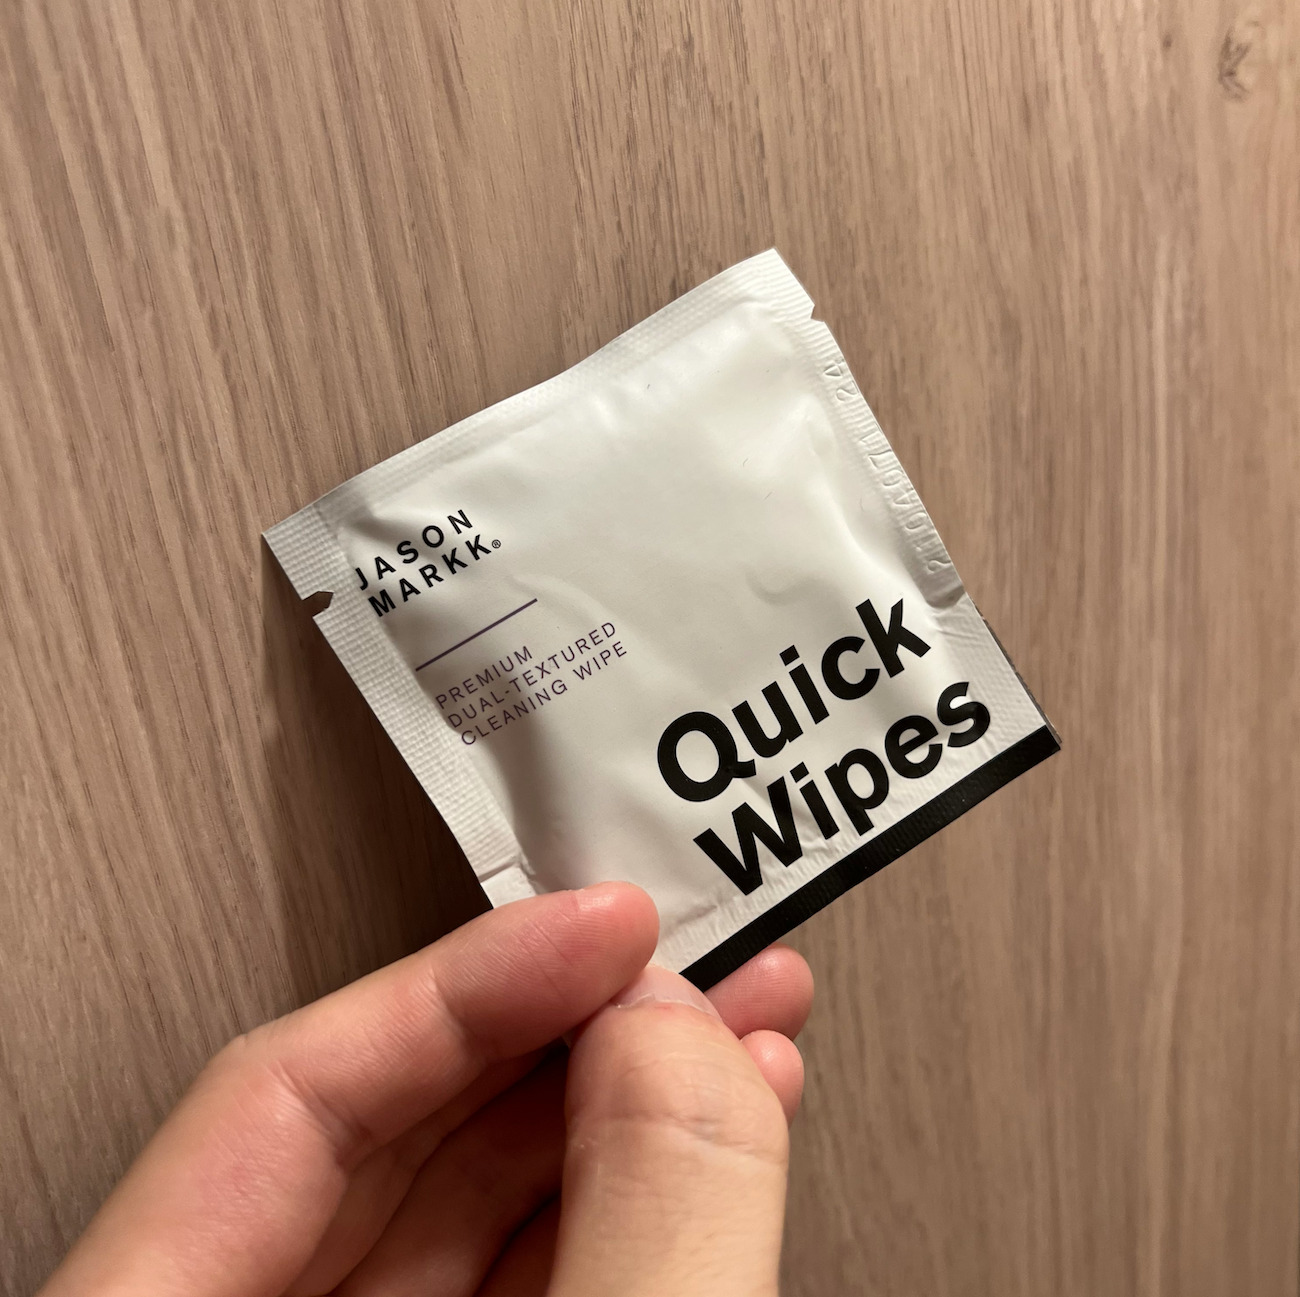 JASON
MARKK®
PREMIUM
DUAL-TEXTURED
CLEANING WIPE
Quick
Wipes